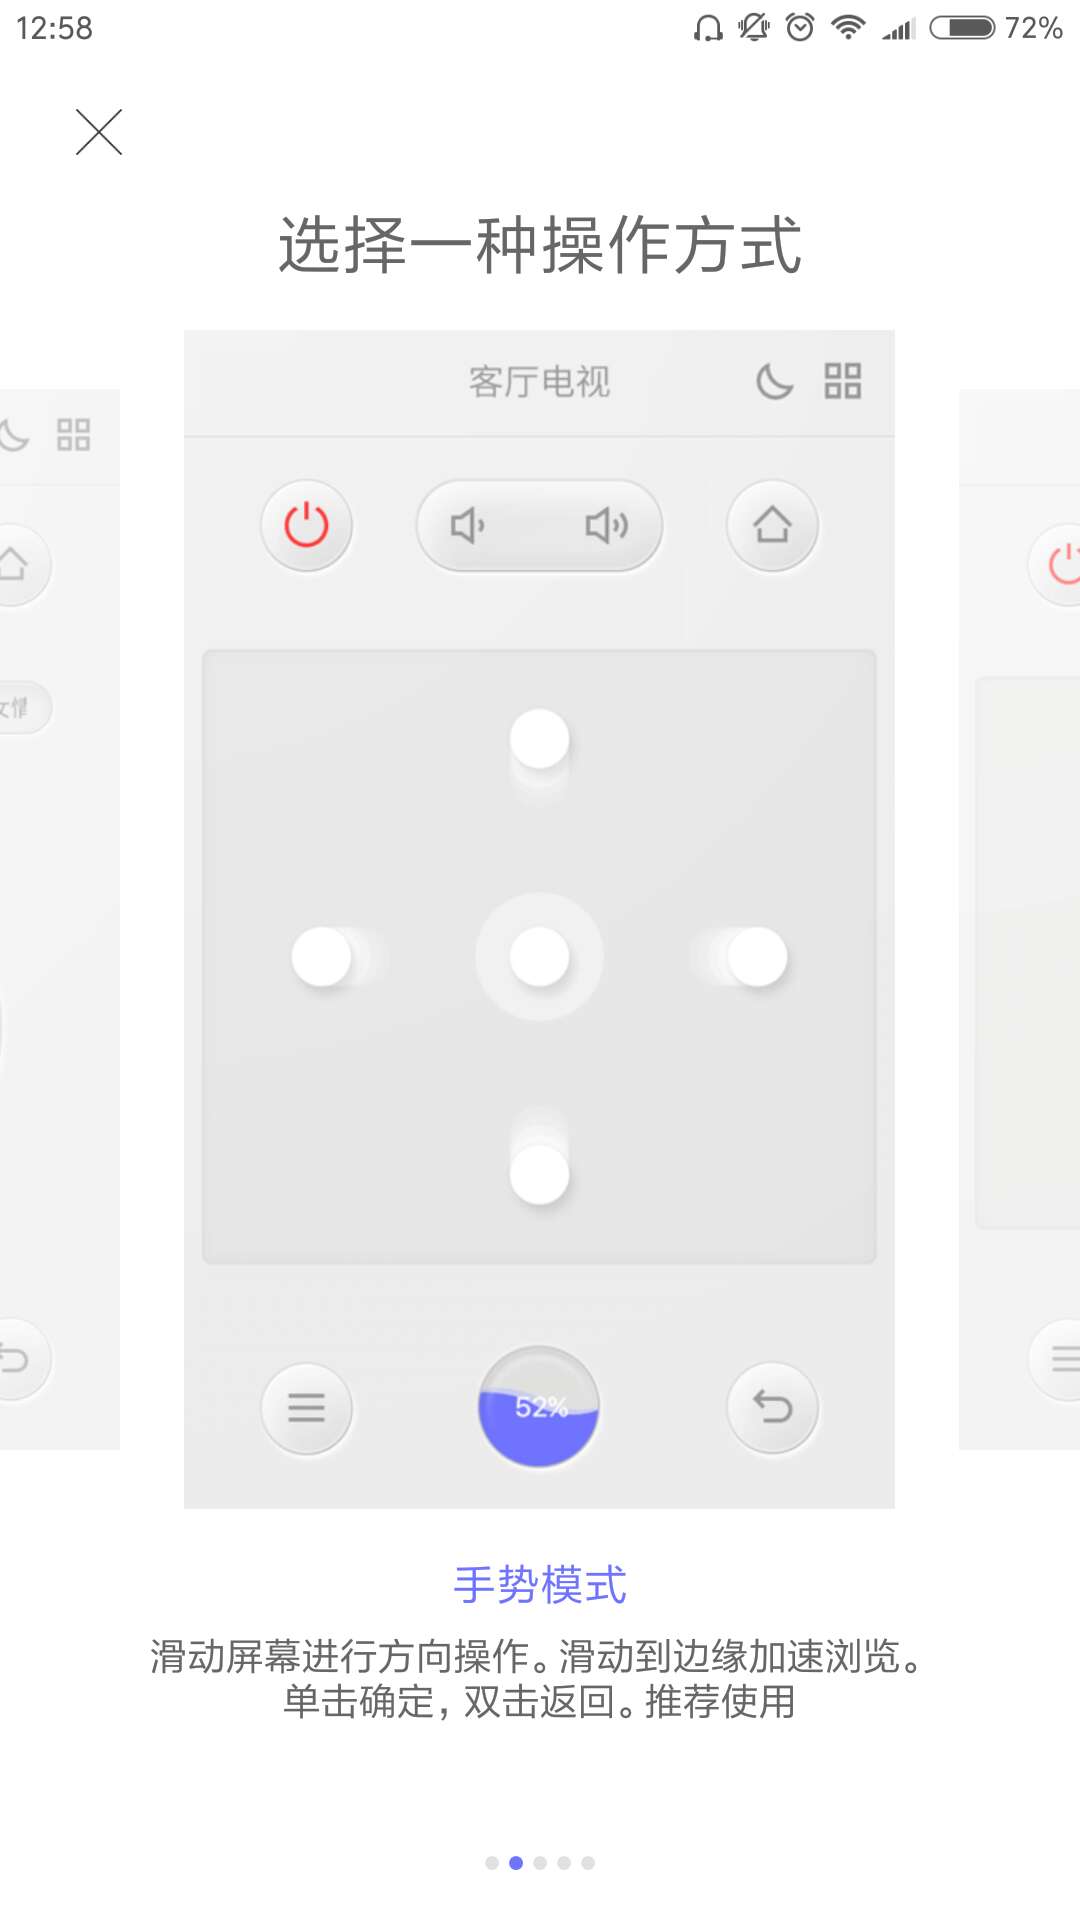 12:58
72%
选择一种操作方式
客厅电视
52%
手势模式
滑动屏幕进行方向操作。滑动到边缘加速浏览。
单击确定，双击返回。推荐使用